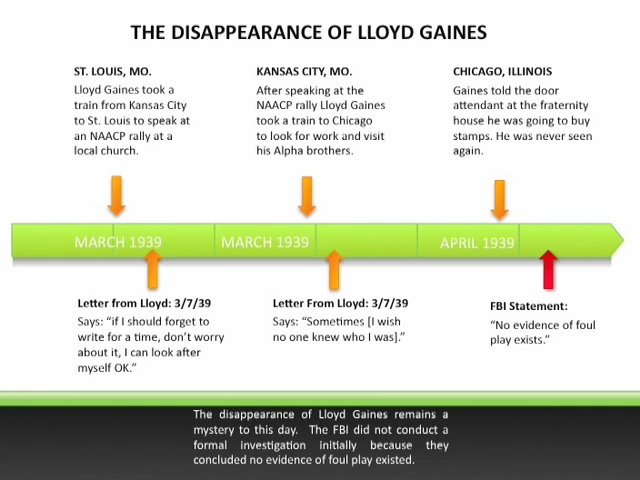 THE DISAPPEARANCE OF LLOYD GAINES
ST. LOUIS, MO.
Lloyd Gaines took a
train from Kansas City
to St. Louis to speak at
an NAACP rally at a
local church.
KANSAS CITY, MO.
After speaking at the
NAACP rally Lloyd Gaines
took a train to Chicago
to look for work and visit
his Alpha brothers.
CHICAGO, ILLINOIS
Gaines told the door
attendant at the fraternity
house he was going to buy
stamps. He was never seen
again.
MARCH 1939
MARCH 1939
APRIL 1939
Letter from Lloyd: 3/7/39
Says: “if I should forget to
write for a time, don’t worry
about it, I can look after
myself OK.”
Letter From Lloyd: 3/7/39
Says: “Sometimes [I wish
no one knew who I was].”
FBI Statement:
“No evidence of foul
play exists.”
The disappearance of Lloyd Gaines remains a
mystery to this day. The FBI did not conduct a
formal investigation initially because they
concluded no evidence of foul play existed.